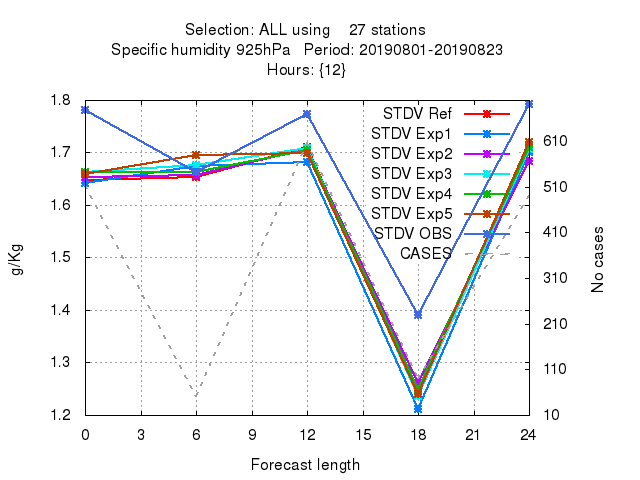 Selection: ALL using    27 stations
Specific humidity 925hPa   Period: 20190801-20190823
Hours: {12}
1.8
1.7
1.6
1.5
1.4
1.3
1.2
g/Kg
STDV Ref
STDV Exp1
STDV Exp2
STDV Exp3
STDV Exp4
STDV Exp5
STDV OBS
CASES
610
510
410
310
210
110
10
No cases
0 3 6 9 12 15 18 21 24
Forecast length